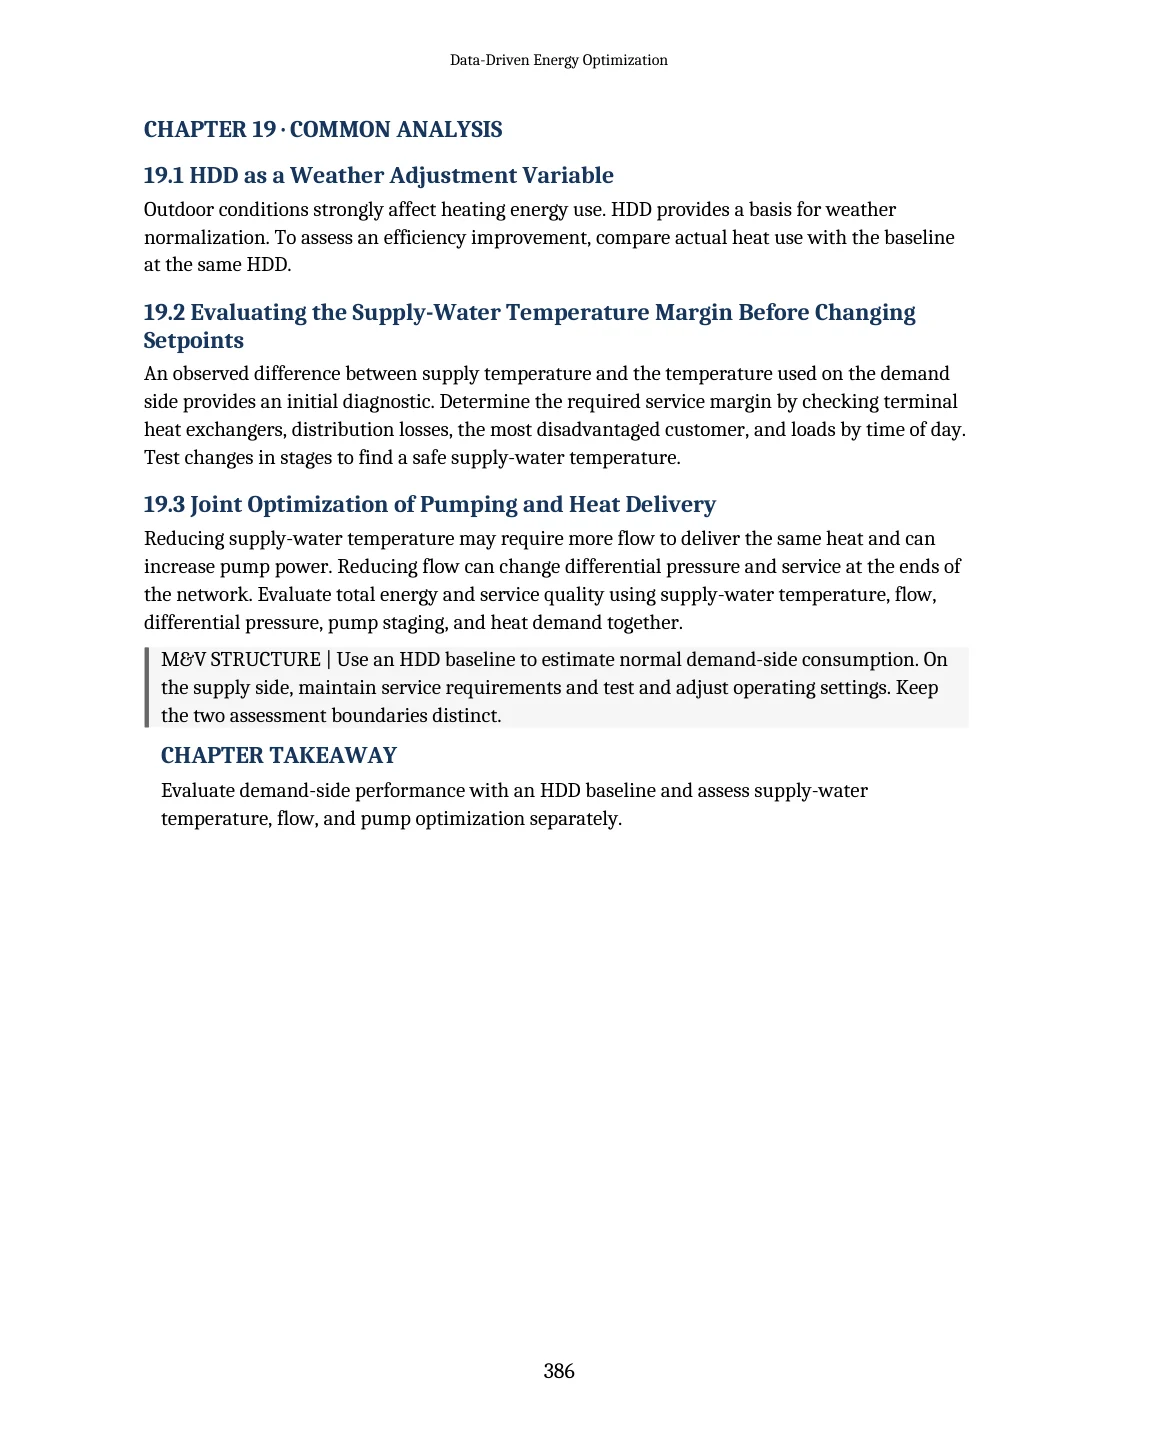 Data-Driven Energy Optimization
CHAPTER 19 · COMMON ANALYSIS
19.1 HDD as a Weather Adjustment Variable
Outdoor conditions strongly affect heating energy use. HDD provides a basis for weather
normalization. To assess an efficiency improvement, compare actual heat use with the baseline
at the same HDD.
19.2 Evaluating the Supply-Water Temperature Margin Before Changing
Setpoints
An observed difference between supply temperature and the temperature used on the demand
side provides an initial diagnostic. Determine the required service margin by checking terminal
heat exchangers, distribution losses, the most disadvantaged customer, and loads by time of day.
Test changes in stages to find a safe supply-water temperature.
19.3 Joint Optimization of Pumping and Heat Delivery
Reducing supply-water temperature may require more flow to deliver the same heat and can
increase pump power. Reducing flow can change differential pressure and service at the ends of
the network. Evaluate total energy and service quality using supply-water temperature, flow,
differential pressure, pump staging, and heat demand together.
M&V STRUCTURE | Use an HDD baseline to estimate normal demand-side consumption. On
the supply side, maintain service requirements and test and adjust operating settings. Keep
the two assessment boundaries distinct.
CHAPTER TAKEAWAY
Evaluate demand-side performance with an HDD baseline and assess supply-water
temperature, flow, and pump optimization separately.
386